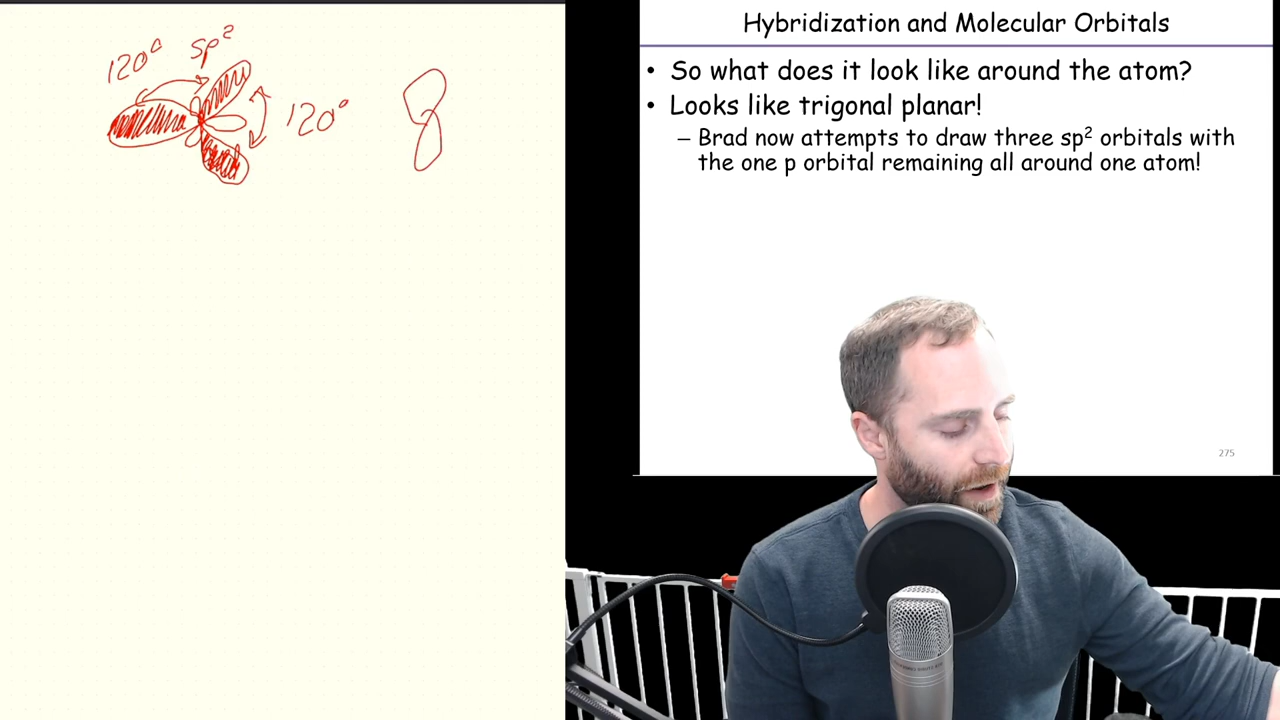 120° sp²
120°
Hybridization and Molecular Orbitals
• So what does it look like around the atom?
• Looks like trigonal planar!
– Brad now attempts to draw three sp² orbitals with
the one p orbital remaining all around one atom!
275